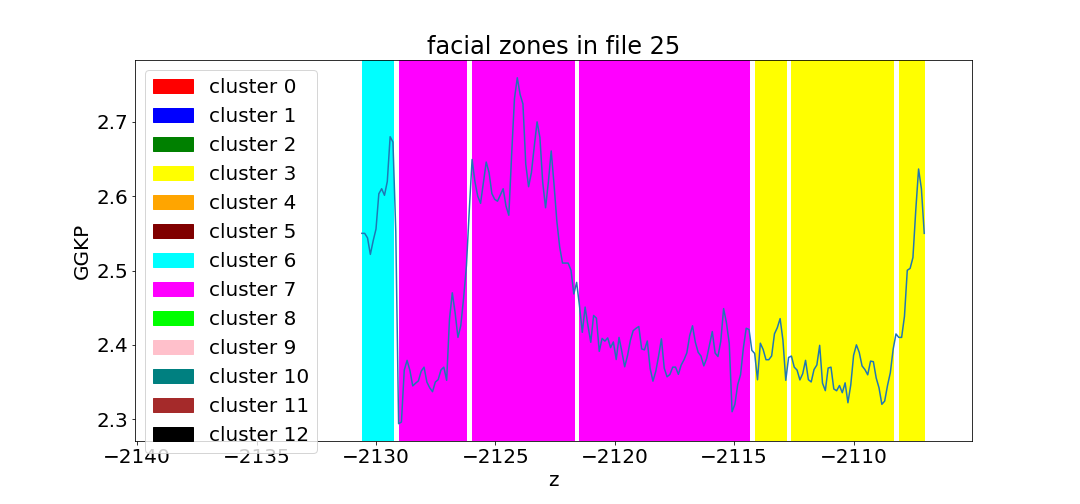 facial zones in file 25
cluster 0
cluster 1
cluster 2
cluster 3
cluster 4
cluster 5
cluster 6
cluster 7
cluster 8
cluster 9
cluster 10
cluster 11
cluster 12
2.7
2.6
2.5
2.4
2.3
GGKP
−2140
−2135
−2130
−2125
−2120
−2115
−2110
z